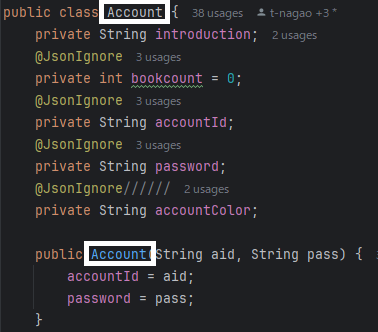 public class Account { 38 usages t-nagao +3 *
private String introduction; 2 usages
@JsonIgnore 3 usages
private int bookcount = 0;
@JsonIgnore 3 usages
private String accountId;
@JsonIgnore 3 usages
private String password;
@JsonIgnore////// 2 usages
private String accountColor;
public Account(String aid, String pass) {
accountId = aid;
password = pass;
}